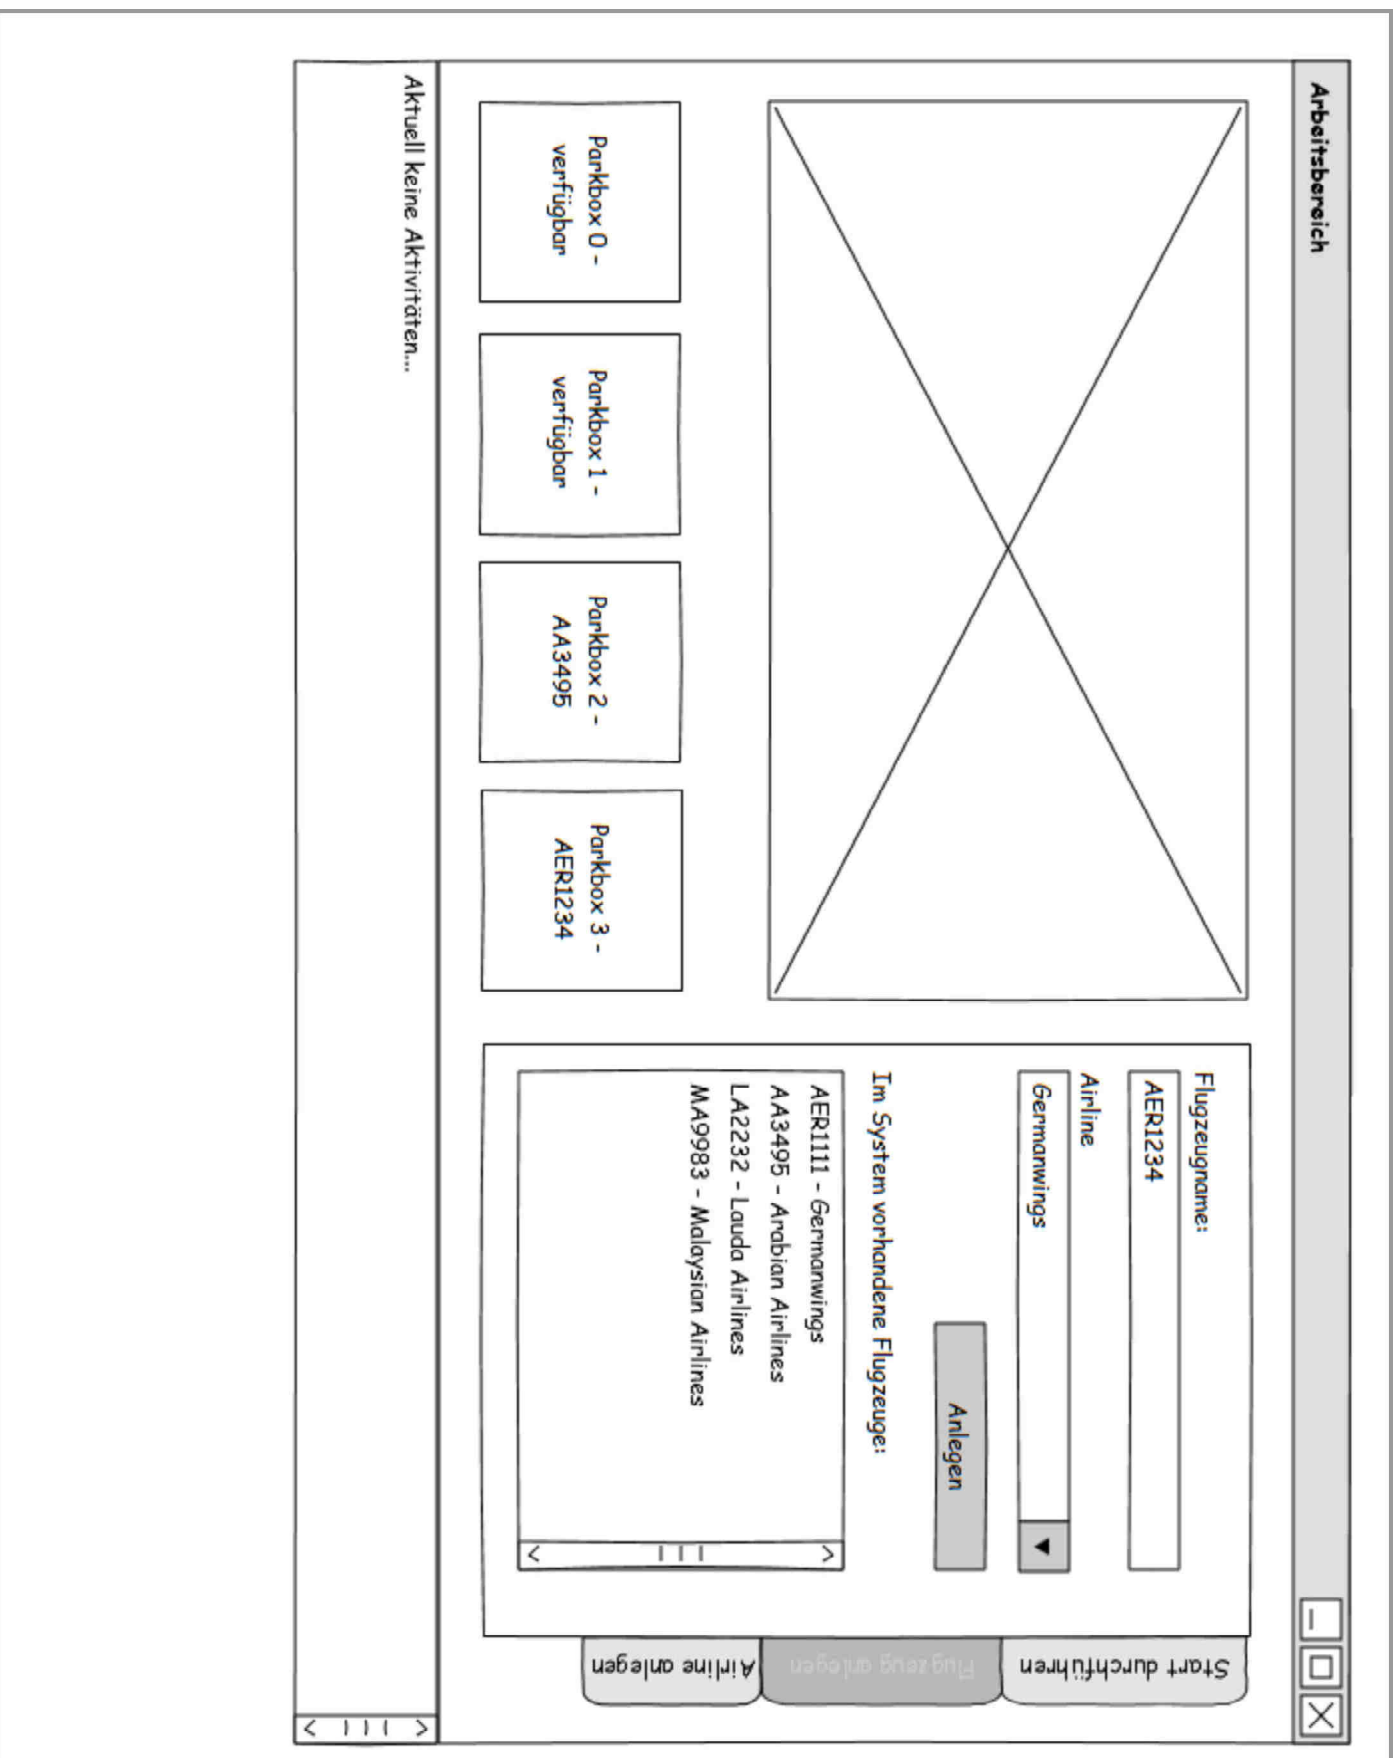 Arbeitsbereich
Flugzeugname:
AER1234
Airline
Germanwings
Anlegen
Im System vorhandene Flugzeuge:
AER1111 - Germanwings
AA3495 - Arabian Airlines
LA2232 - Lauda Airlines
MA9983 - Malaysian Airlines
Start durchführen
Flugzeug anlegen
Airline anlegen
Parkbox 0 -
verfügbar
Parkbox 1 -
verfügbar
Parkbox 2 -
AA3495
Parkbox 3 -
AER1234
Aktuell keine Aktivitäten...